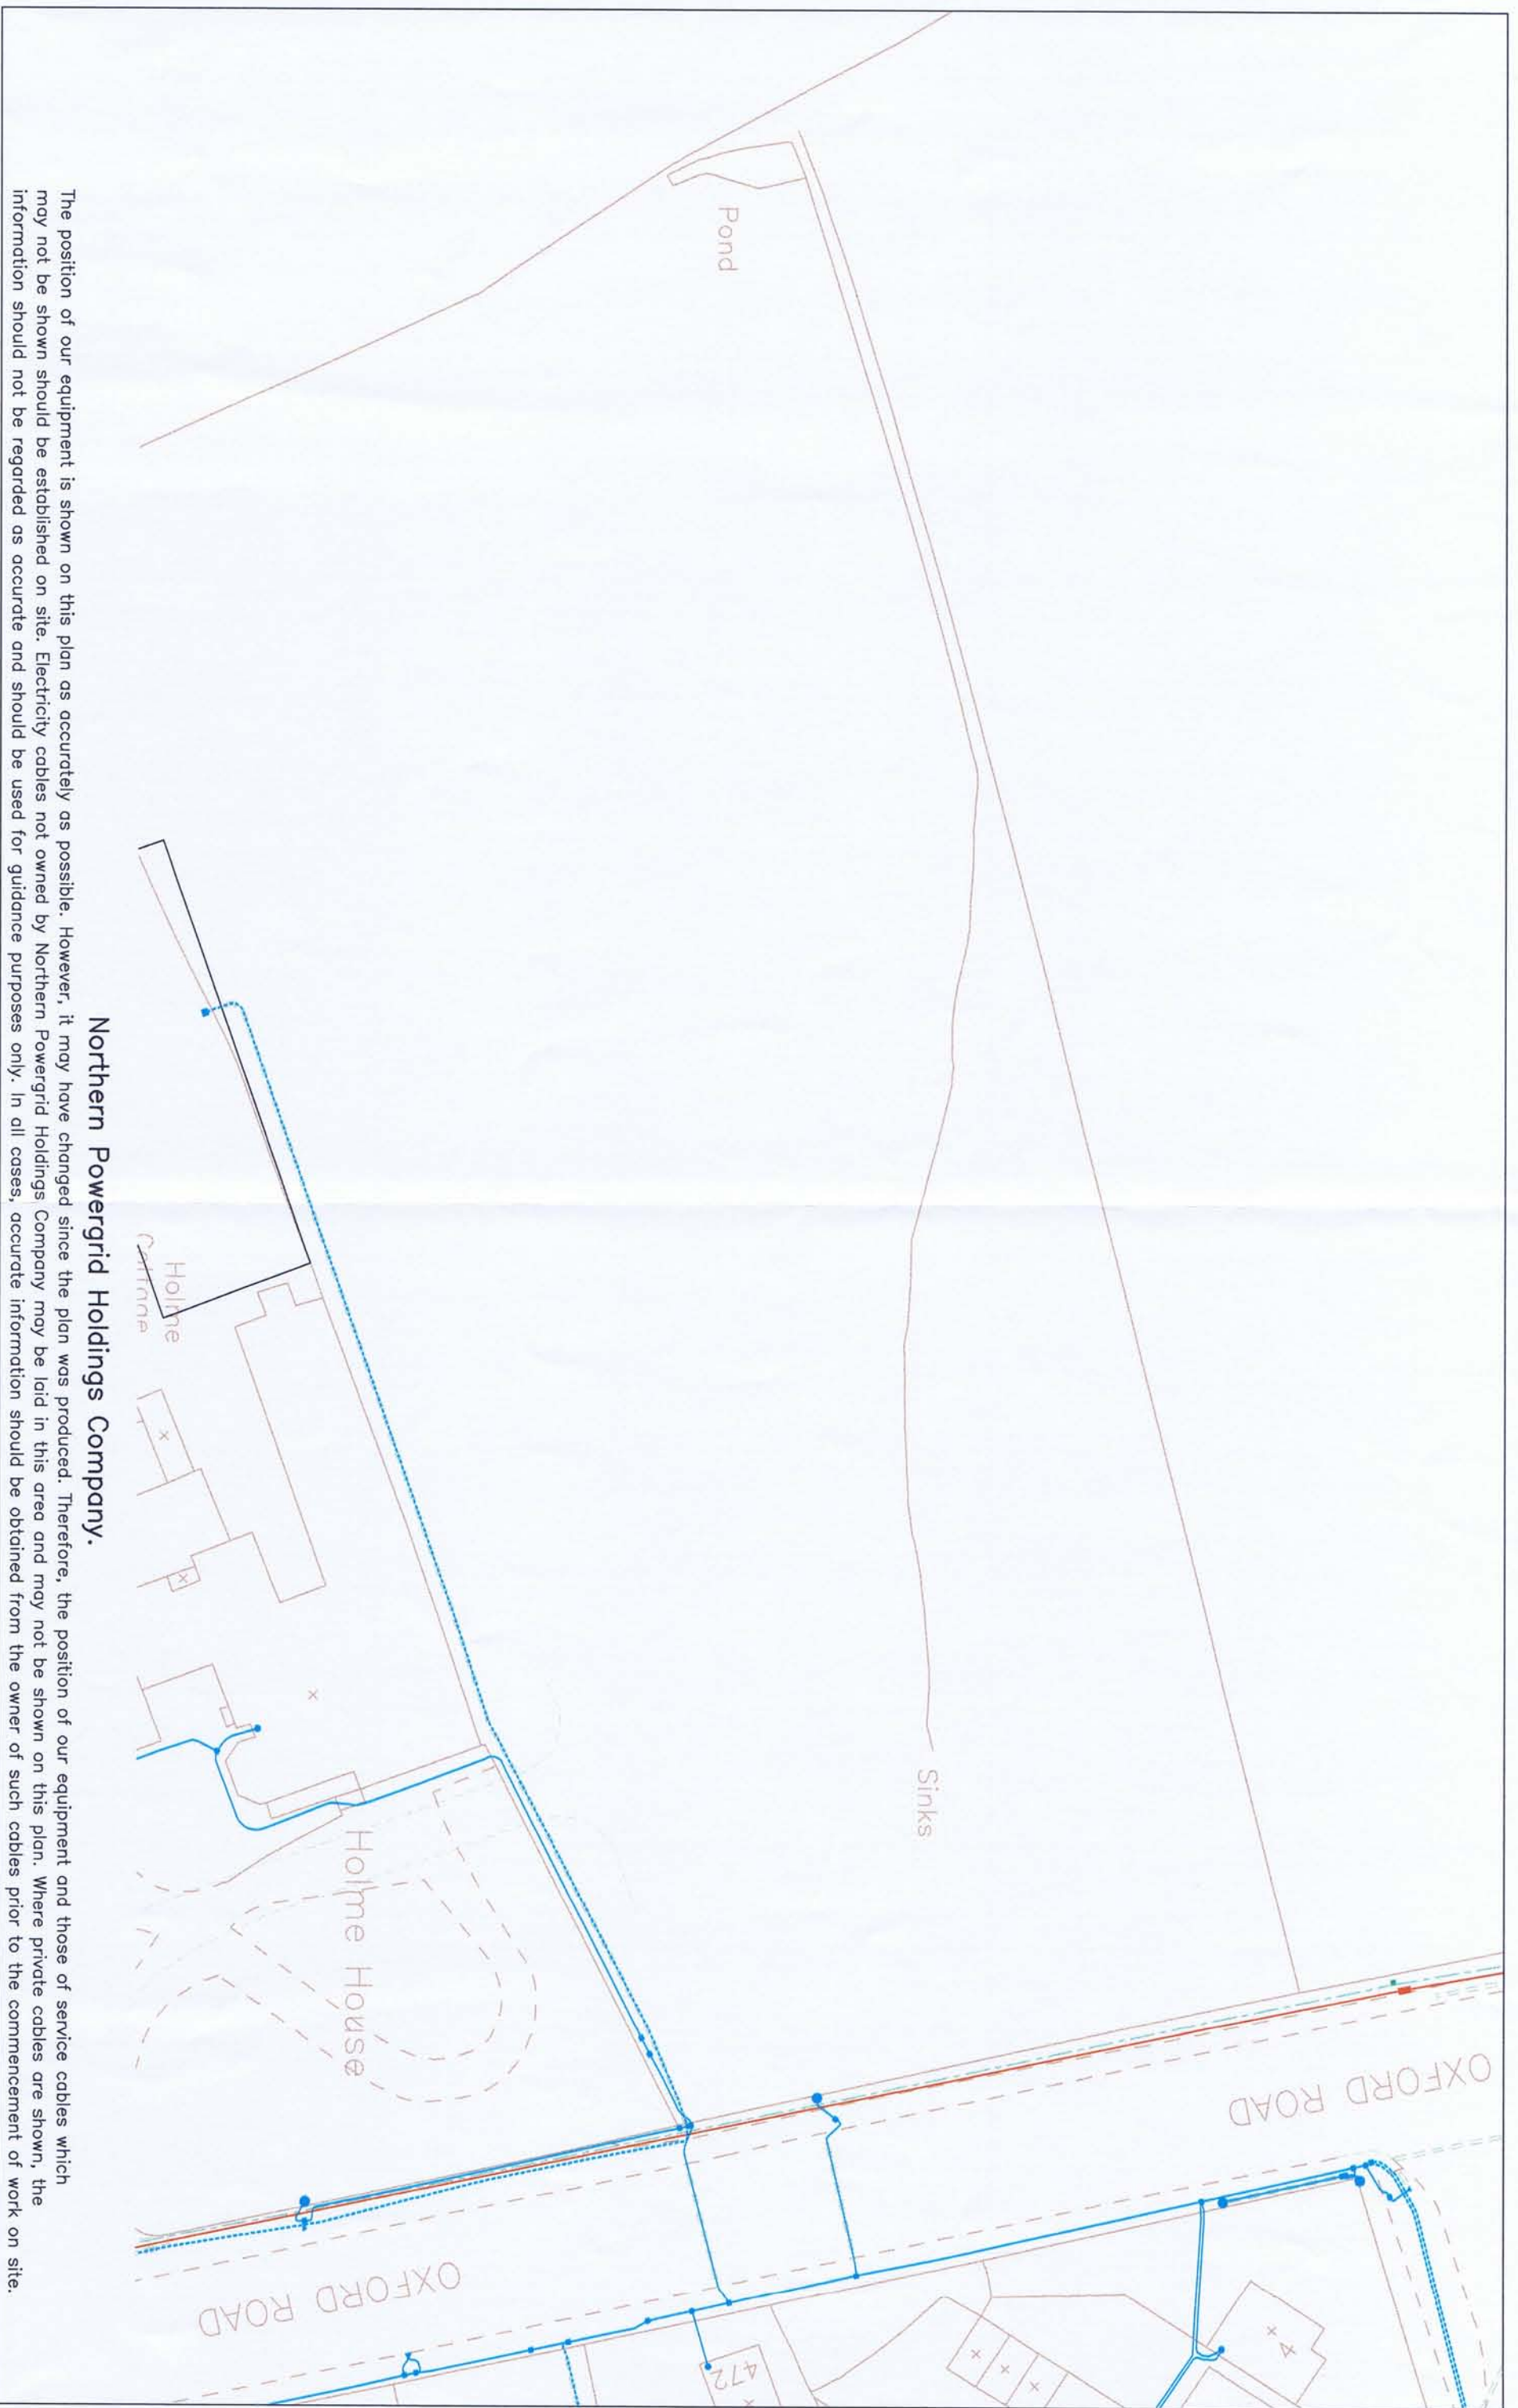 Pond
Sinks
OXFORD ROAD
OXFORD ROAD
472
4
Holme House
Holme
Northern Powergrid Holdings Company.
The position of our equipment is shown on this plan as accurately as possible. However, it may have changed since the plan was produced. Therefore, the position of our equipment and those of service cables which
may not be shown should be established on site. Electricity cables not owned by Northern Powergrid Holdings Company may be laid in this area and may not be shown on this plan. Where private cables are shown, the
information should not be regarded as accurate and should be used for guidance purposes only. In all cases, accurate information should be obtained from the owner of such cables prior to the commencement of work on site.